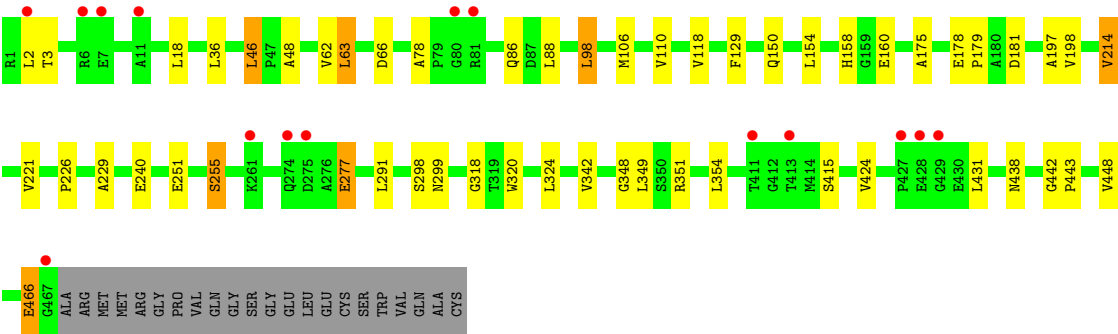 R1 L2 T3 R6 E7 A11 L18 L36 L46 P47 A48 V62 L63 D66 A78 P79 G80 R81 Q86 D87 L88 L98 M106 V110 V118 F129 Q150 L154 H158 G159 E160 A175 E178 P179 A180 D181 A197 V198 V214
V221 P226 A229 E240 E251 S255 K261 Q274 D275 A276 E277 L291 S298 N299 G318 T319 W320 L324 V342 G348 L349 S350 R351 L354 T411 G412 T413 M414 S415 V424 P427 E428 G429 E430 L431 N438 G442 P443 V448
E466 G467 ALA ARG MET MET ARG GLY PRO VAL GLN GLY SER GLY GLU LEU GLU CYS SER TRP VAL GLN ALA CYS